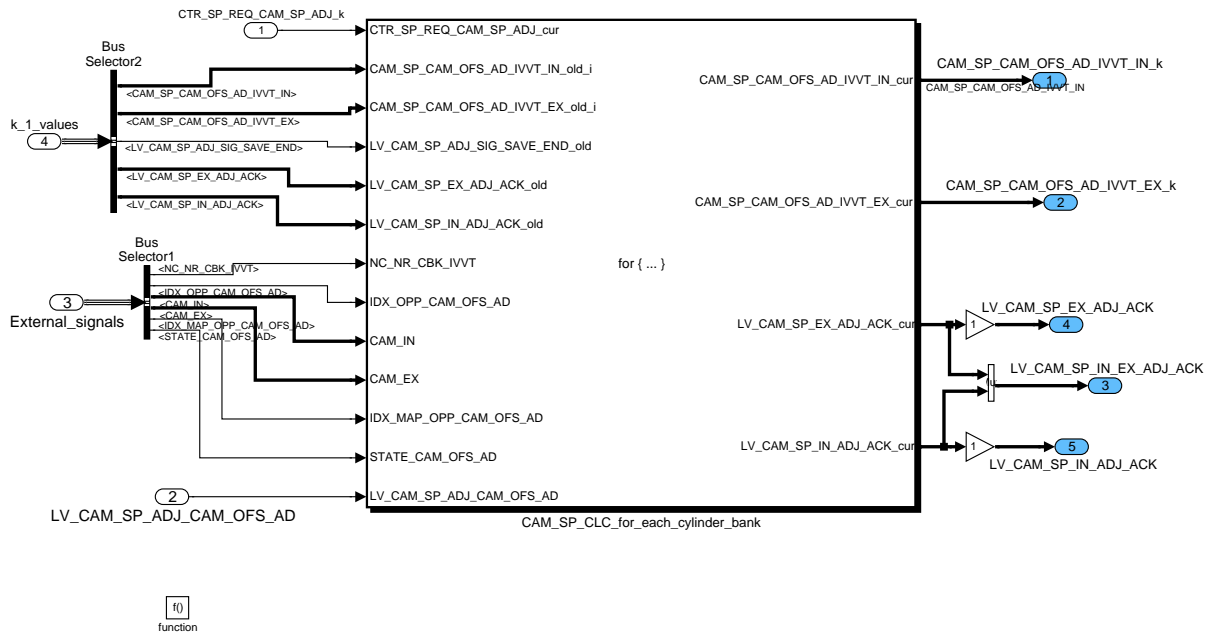 CTR_SP_REQ_CAM_SP_ADJ_k
1
CTR_SP_REQ_CAM_SP_ADJ_cur
Bus
Selector2
CAM_SP_CAM_OFS_AD_IVVT_IN_old_i
<CAM_SP_CAM_OFS_AD_IVVT_IN>
CAM_SP_CAM_OFS_AD_IVVT_EX_old_i
<CAM_SP_CAM_OFS_AD_IVVT_EX>
k_1_values
4
LV_CAM_SP_ADJ_SIG_SAVE_END_old
<LV_CAM_SP_ADJ_SIG_SAVE_END>
LV_CAM_SP_EX_ADJ_ACK_old
<LV_CAM_SP_EX_ADJ_ACK>
LV_CAM_SP_IN_ADJ_ACK_old
<LV_CAM_SP_IN_ADJ_ACK>
Bus
Selector1
NC_NR_CBK_IVVT
<NC_NR_CBK_IVVT>
for { ... }
IDX_OPP_CAM_OFS_AD
<IDX_OPP_CAM_OFS_AD>
<CAM_IN>
<CAM_EX>
<IDX_MAP_OPP_CAM_OFS_AD>
<STATE_CAM_OFS_AD>
3
External_signals
CAM_IN
CAM_EX
IDX_MAP_OPP_CAM_OFS_AD
STATE_CAM_OFS_AD
2
LV_CAM_SP_ADJ_CAM_OFS_AD
LV_CAM_SP_ADJ_CAM_OFS_AD
CAM_SP_CAM_OFS_AD_IVVT_IN_cur
CAM_SP_CAM_OFS_AD_IVVT_IN_k
1
CAM_SP_CAM_OFS_AD_IVVT_IN
CAM_SP_CAM_OFS_AD_IVVT_EX_cur
CAM_SP_CAM_OFS_AD_IVVT_EX_k
2
LV_CAM_SP_EX_ADJ_ACK_cur
1
LV_CAM_SP_EX_ADJ_ACK
4
LV_CAM_SP_IN_EX_ADJ_ACK
3
LV_CAM_SP_IN_ADJ_ACK_cur
1
5
LV_CAM_SP_IN_ADJ_ACK
CAM_SP_CLC_for_each_cylinder_bank
f()
function